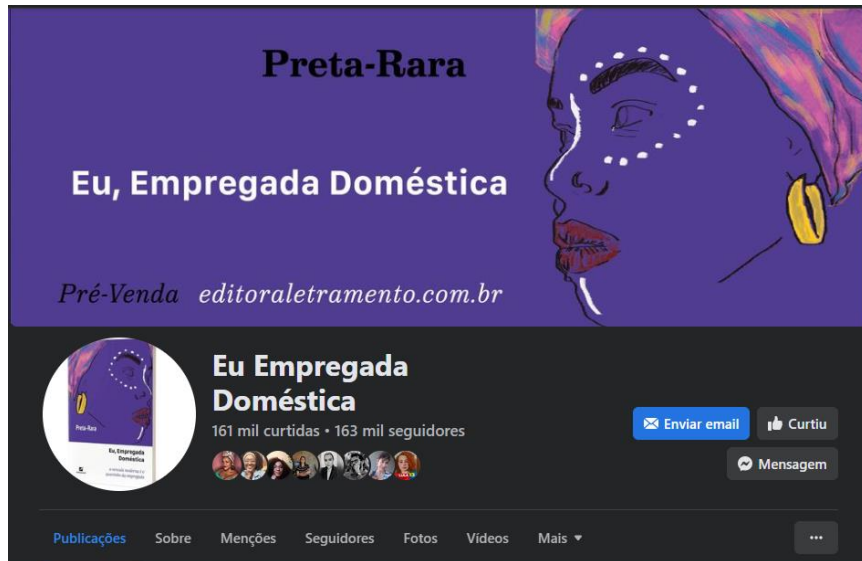 Preta-Rara
Eu, Empregada Doméstica
Pré-Venda editoraletramento.com.br
Preta-Rara
Eu, Empregada
Doméstica
Eu Empregada
Doméstica
161 mil curtidas • 163 mil seguidores
Enviar email
Curtiu
Mensagem
Publicações Sobre Menções Seguidores Fotos Vídeos Mais